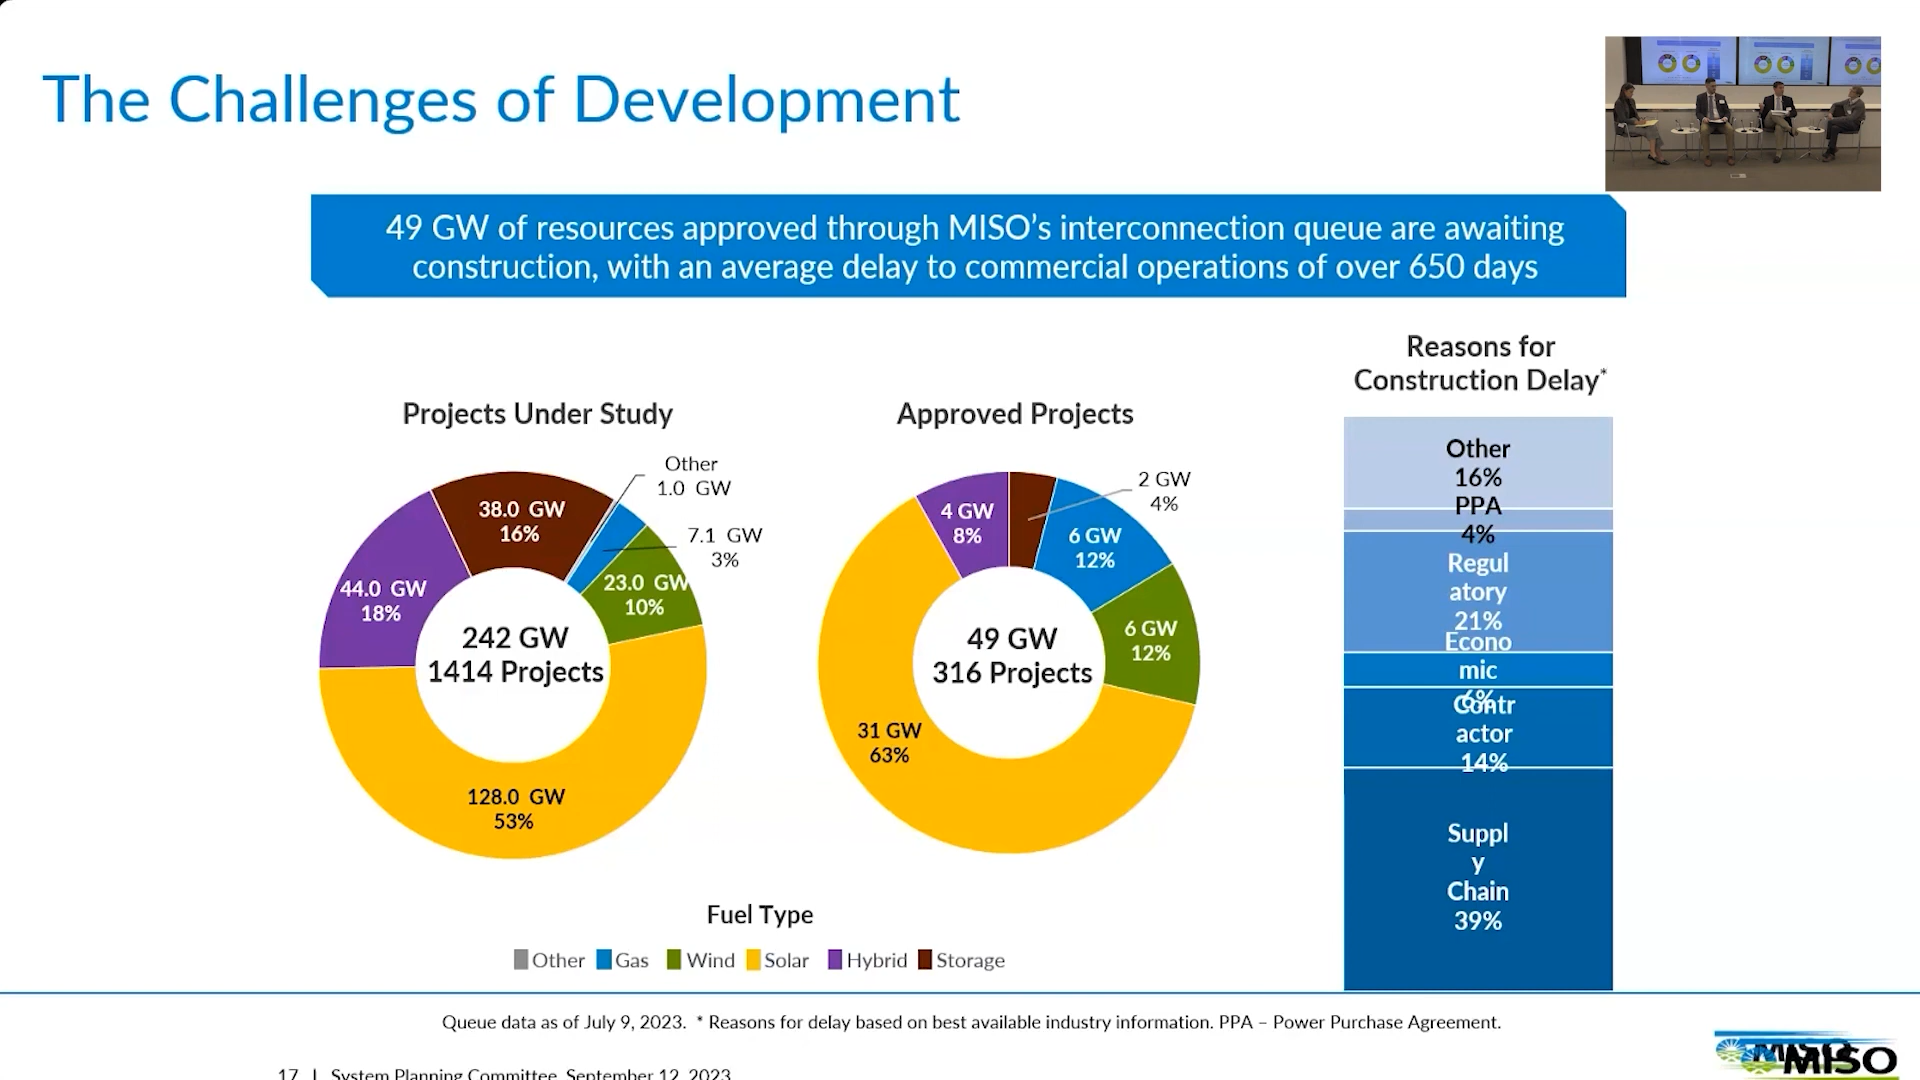 The Challenges of Development
49 GW of resources approved through MISO's interconnection queue are awaiting
construction, with an average delay to commercial operations of over 650 days
Projects Under Study
Other
1.0 GW
7.1 GW
3%
23.0 GW
10%
128.0 GW
53%
44.0 GW
18%
38.0 GW
16%
242 GW
1414 Projects
Approved Projects
2 GW
4%
6 GW
12%
6 GW
12%
31 GW
63%
4 GW
8%
49 GW
316 Projects
Reasons for
Construction Delay*
Other
16%
PPA
4%
Regul
atory
21%
Econo
mic
6%
Contr
actor
14%
Suppl
y
Chain
39%
Fuel Type
Other Gas Wind Solar Hybrid Storage
Queue data as of July 9, 2023. * Reasons for delay based on best available industry information. PPA – Power Purchase Agreement.
17 | System Planning Committee, September 12, 2023
MISO
MISO